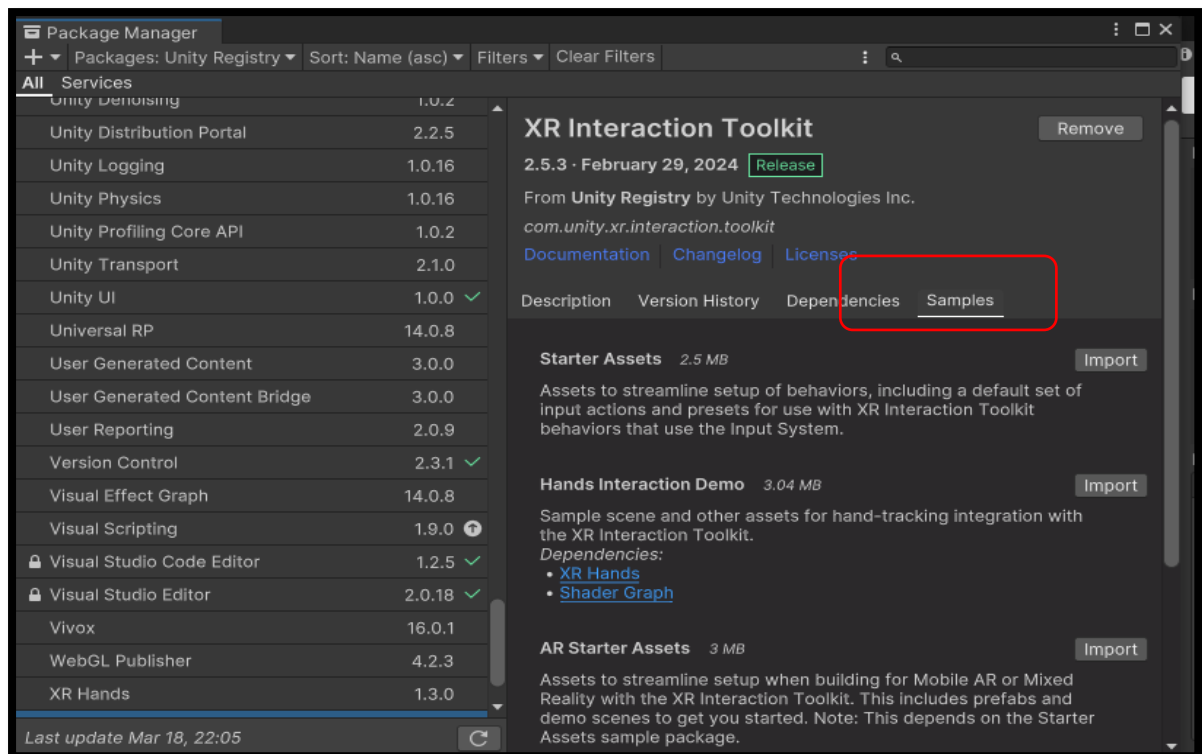 Package Manager
Packages: Unity Registry Sort: Name (asc) Filters Clear Filters
All Services
Unity Denoising 1.0.2
Unity Distribution Portal 2.2.5
Unity Logging 1.0.16
Unity Physics 1.0.16
Unity Profiling Core API 1.0.2
Unity Transport 2.1.0
Unity UI 1.0.0
Universal RP 14.0.8
User Generated Content 3.0.0
User Generated Content Bridge 3.0.0
User Reporting 2.0.9
Version Control 2.3.1
Visual Effect Graph 14.0.8
Visual Scripting 1.9.0
Visual Studio Code Editor 1.2.5
Visual Studio Editor 2.0.18
Vivox 16.0.1
WebGL Publisher 4.2.3
XR Hands 1.3.0
Last update Mar 18, 22:05
XR Interaction Toolkit Remove
2.5.3 · February 29, 2024 Release
From Unity Registry by Unity Technologies Inc.
com.unity.xr.interaction.toolkit
Documentation Changelog Licenses
Description Version History Dependencies Samples
Starter Assets 2.5 MB Import
Assets to streamline setup of behaviors, including a default set of
input actions and presets for use with XR Interaction Toolkit
behaviors that use the Input System.
Hands Interaction Demo 3.04 MB Import
Sample scene and other assets for hand-tracking integration with
the XR Interaction Toolkit.
Dependencies:
• XR Hands
• Shader Graph
AR Starter Assets 3 MB Import
Assets to streamline setup when building for Mobile AR or Mixed
Reality with the XR Interaction Toolkit. This includes prefabs and
demo scenes to get you started. Note: This depends on the Starter
Assets sample package.